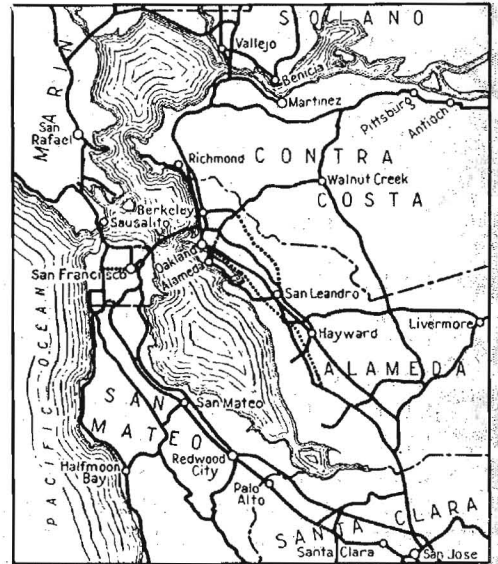 SOLANO
Vallejo
Benicia
Martinez
MARIN
San
Rafael
Pittsburg
Antioch
Richmond
CONTRA
COSTA
Walnut Creek
Berkeley
Sausalito
San Francisco
Oakland
Alameda
San Leandro
Hayward
Livermore
ALAMEDA
PACIFIC OCEAN
SAN
MATEO
San Mateo
Redwood
City
Halfmoon
Bay
Palo
Alto
SANTA CLARA
Santa Clara
San Jose